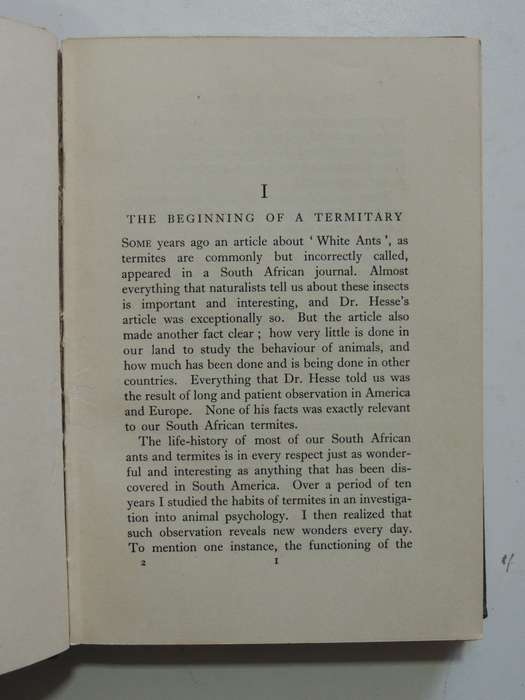 I
THE BEGINNING OF A TERMITARY
SOME years ago an article about ‘ White Ants ’, as
termites are commonly but incorrectly called,
appeared in a South African journal. Almost
everything that naturalists tell us about these insects
is important and interesting, and Dr. Hesse's
article was exceptionally so. But the article also
made another fact clear ; how very little is done in
our land to study the behaviour of animals, and
how much has been done and is being done in other
countries. Everything that Dr. Hesse told us was
the result of long and patient observation in America
and Europe. None of his facts was exactly relevant
to our South African termites.
The life-history of most of our South African
ants and termites is in every respect just as wonder-
ful and interesting as anything that has been dis-
covered in South America. Over a period of ten
years I studied the habits of termites in an investiga-
tion into animal psychology. I then realized that
such observation reveals new wonders every day.
To mention one instance, the functioning of the
2 1